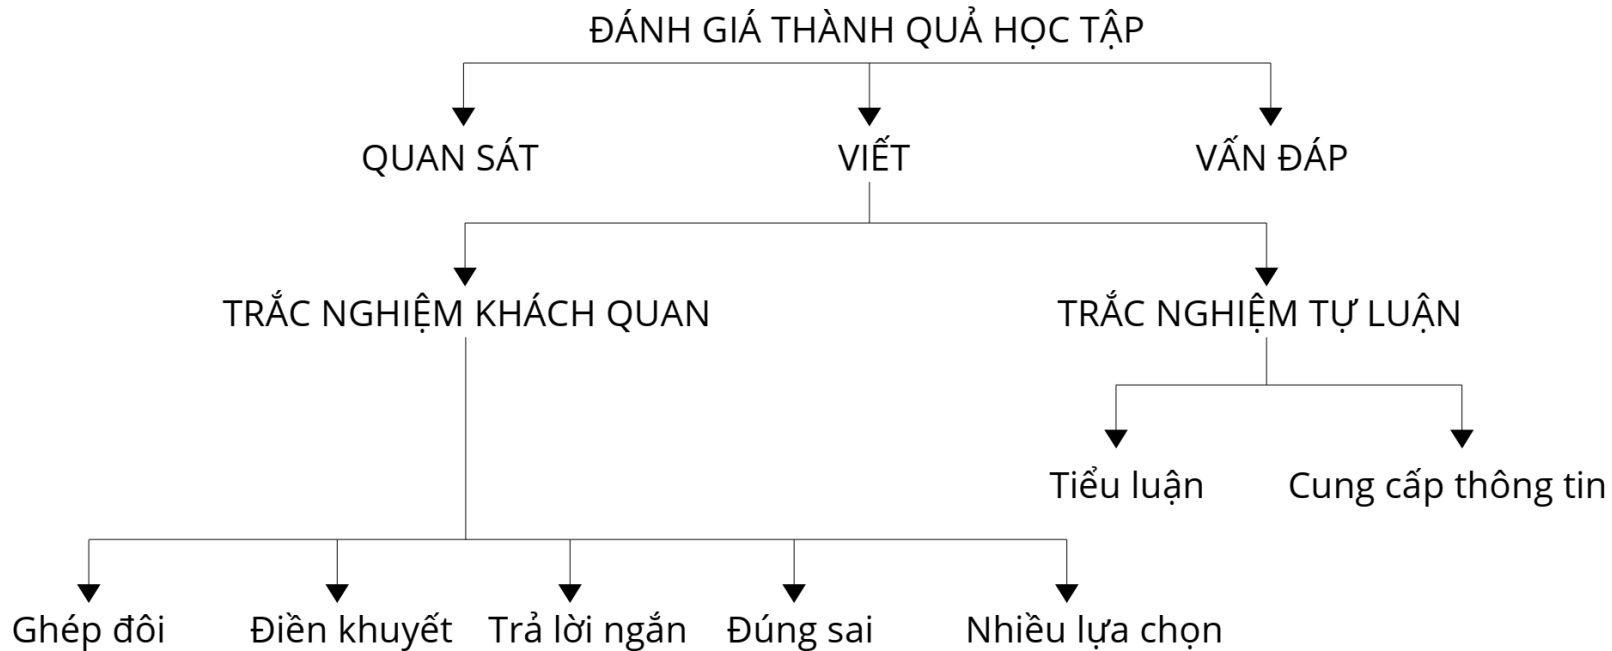 ĐÁNH GIÁ THÀNH QUẢ HỌC TẬP
QUAN SÁT
VIẾT
VẤN ĐÁP
TRẮC NGHIỆM KHÁCH QUAN
TRẮC NGHIỆM TỰ LUẬN
Tiểu luận
Cung cấp thông tin
Ghép đôi
Điền khuyết
Trả lời ngắn
Đúng sai
Nhiều lựa chọn